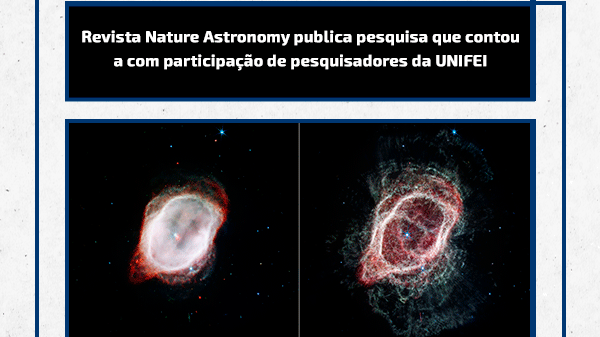 Revista Nature Astronomy publica pesquisa que contou
a com participação de pesquisadores da UNIFEI